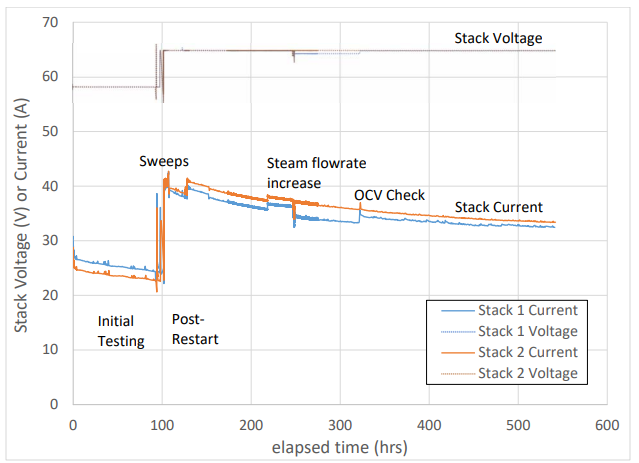 70
60
50
40
30
20
10
0
0
100
200
300
400
500
600
Stack Voltage (V) or Current (A)
elapsed time (hrs)
Stack Voltage
Sweeps
Steam flowrate
increase
OCV Check
Stack Current
Initial
Testing
Post-
Restart
Stack 1 Current
Stack 1 Voltage
Stack 2 Current
Stack 2 Voltage